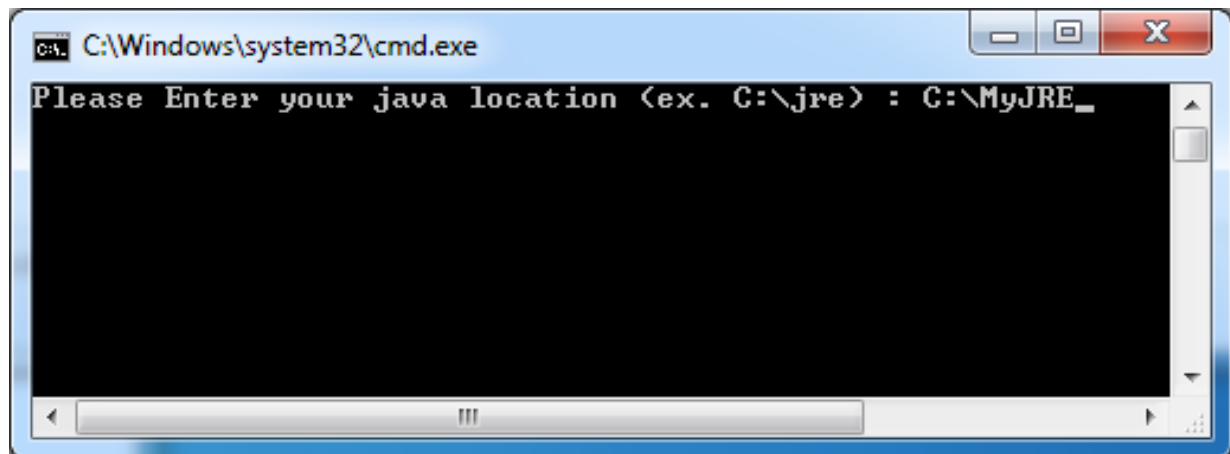 C:\Windows\system32\cmd.exe
Please Enter your java location (ex. C:\jre) : C:\MyJRE_